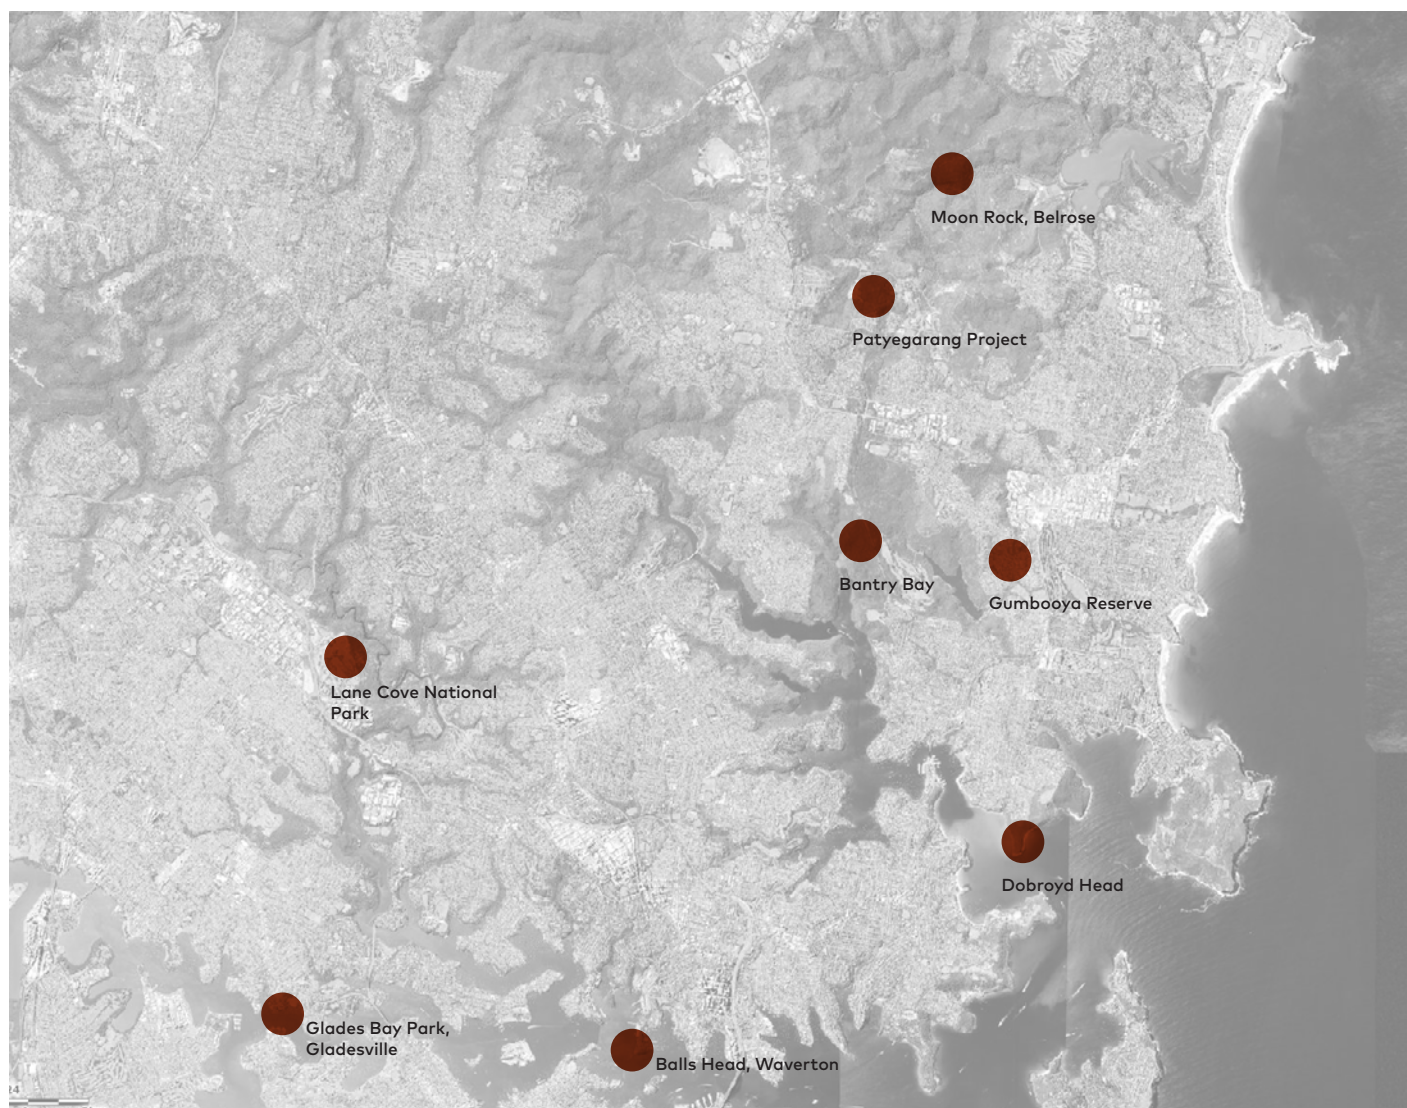 Moon Rock, Belrose
Patyegarang Project
Bantry Bay
Gumbooya Reserve
Lane Cove National
Park
Dobroyd Head
Glades Bay Park,
Gladesville
Balls Head, Waverton
24